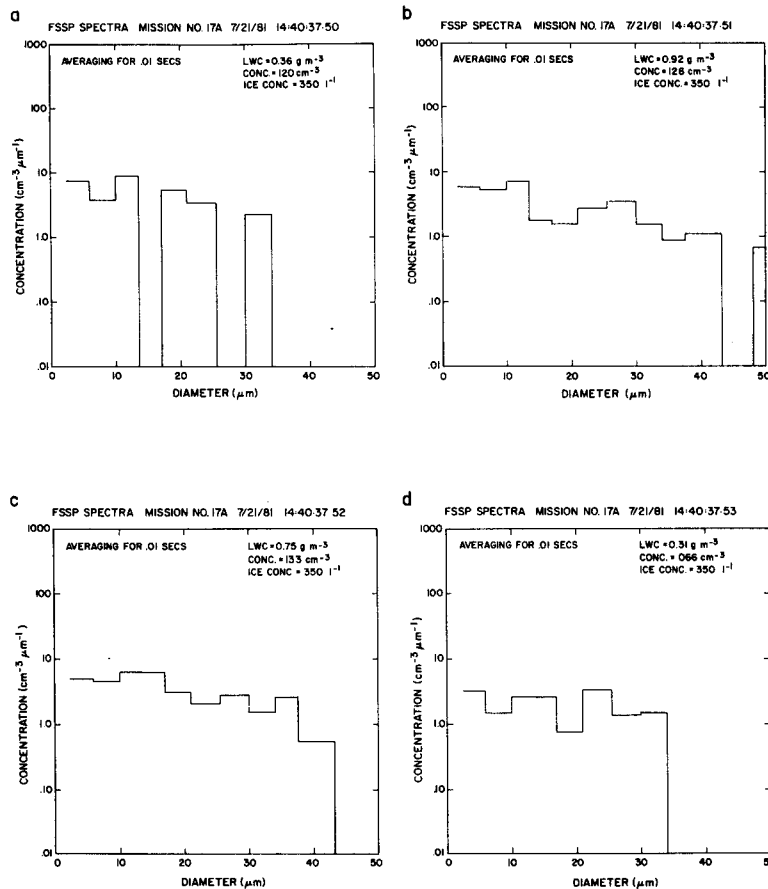 a
FSSP SPECTRA MISSION NO. 17A 7/21/81 14:40:37:50
1000
100
10
1.0
.10
.01
CONCENTRATION (cm⁻³ μm⁻¹)
AVERAGING FOR .01 SECS
LWC = 0.36 g m⁻³
CONC. = 120 cm⁻³
ICE CONC = 350 l⁻¹
0 10 20 30 40 50
DIAMETER (μm)
b
FSSP SPECTRA MISSION NO. 17A 7/21/81 14:40:37:51
1000
100
10
1.0
.10
.01
CONCENTRATION (cm⁻³ μm⁻¹)
AVERAGING FOR .01 SECS
LWC = 0.92 g m⁻³
CONC = 128 cm⁻³
ICE CONC = 350 l⁻¹
0 10 20 30 40 50
DIAMETER (μm)
c
FSSP SPECTRA MISSION NO. 17A 7/21/81 14:40:37 52
1000
100
10
1.0
.10
.01
CONCENTRATION (cm⁻³ μm⁻¹)
AVERAGING FOR .01 SECS
LWC = 0.75 g m⁻³
CONC. = 133 cm⁻³
ICE CONC. = 350 l⁻¹
0 10 20 30 40 50
DIAMETER (μm)
d
FSSP SPECTRA MISSION NO. 17A 7/21/81 14:40:37:53
1000
100
10
1.0
.10
.01
CONCENTRATION (cm⁻³ μm⁻¹)
AVERAGING FOR .01 SECS
LWC = 0.31 g m⁻³
CONC. = 066 cm⁻³
ICE CONC. = 350 l⁻¹
0 10 20 30 40 50
DIAMETER (μm)